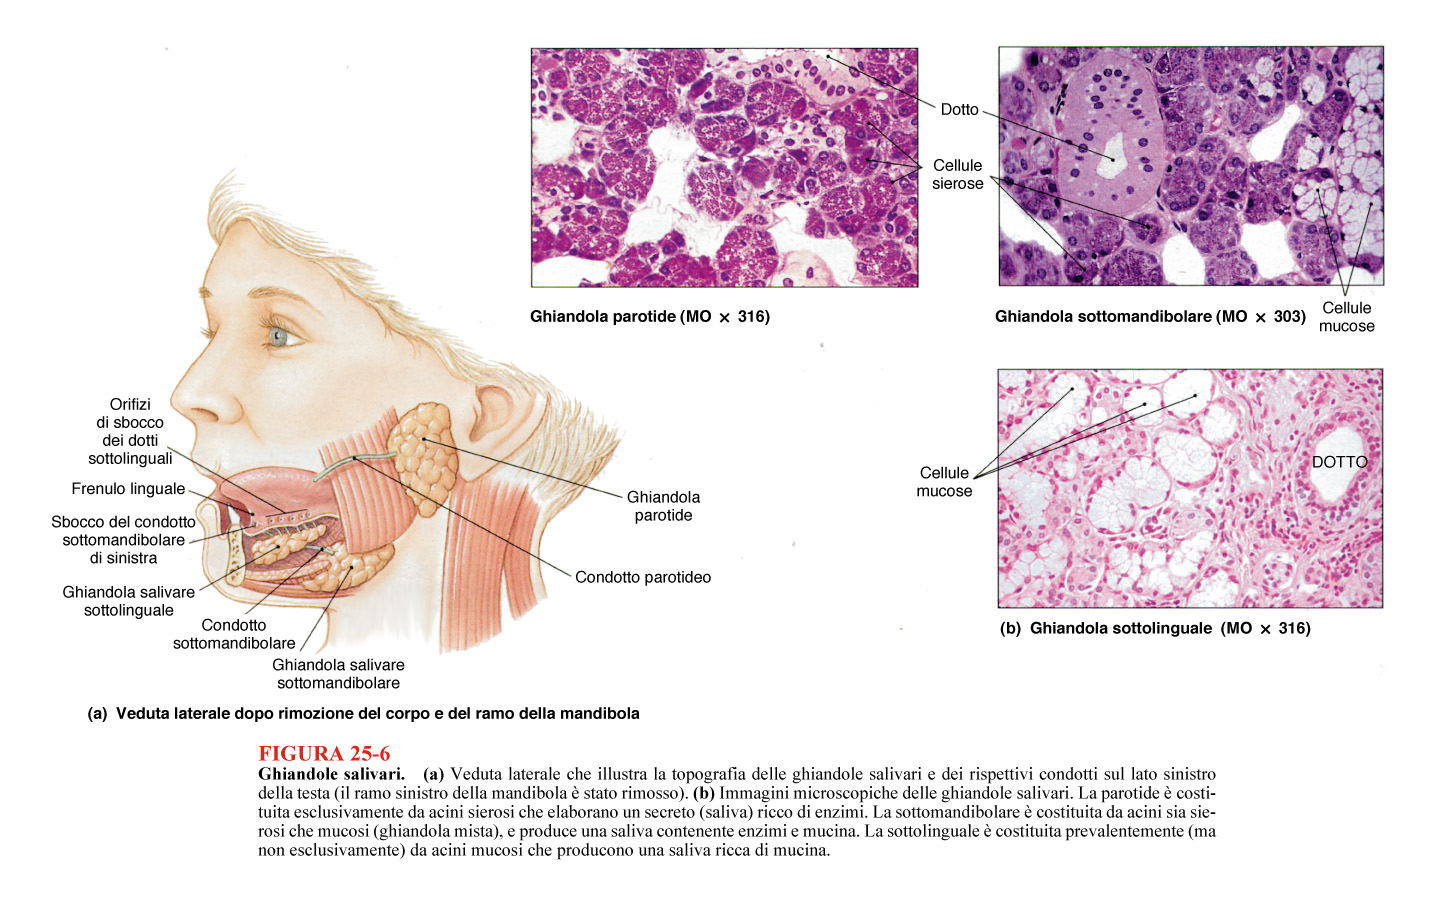 Dotto
Cellule
sierose
Ghiandola parotide (MO × 316)
Ghiandola sottomandibolare (MO × 303)
Cellule
mucose
Orifizi
di sbocco
dei dotti
sottolinguali
Frenulo linguale
Sbocco del condotto
sottomandibolare
di sinistra
Ghiandola salivare
sottolinguale
Condotto
sottomandibolare
Ghiandola salivare
sottomandibolare
Ghiandola
parotide
Condotto parotideo
Cellule
mucose
DOTTO
(b) Ghiandola sottolinguale (MO × 316)
(a) Veduta laterale dopo rimozione del corpo e del ramo della mandibola
FIGURA 25-6
Ghiandole salivari. (a) Veduta laterale che illustra la topografia delle ghiandole salivari e dei rispettivi condotti sul lato sinistro
della testa (il ramo sinistro della mandibola è stato rimosso). (b) Immagini microscopiche delle ghiandole salivari. La parotide è costi-
tuita esclusivamente da acini sierosi che elaborano un secreto (saliva) ricco di enzimi. La sottomandibolare è costituita da acini sia sie-
rosi che mucosi (ghiandola mista), e produce una saliva contenente enzimi e mucina. La sottolinguale è costituita prevalentemente (ma
non esclusivamente) da acini mucosi che producono una saliva ricca di mucina.